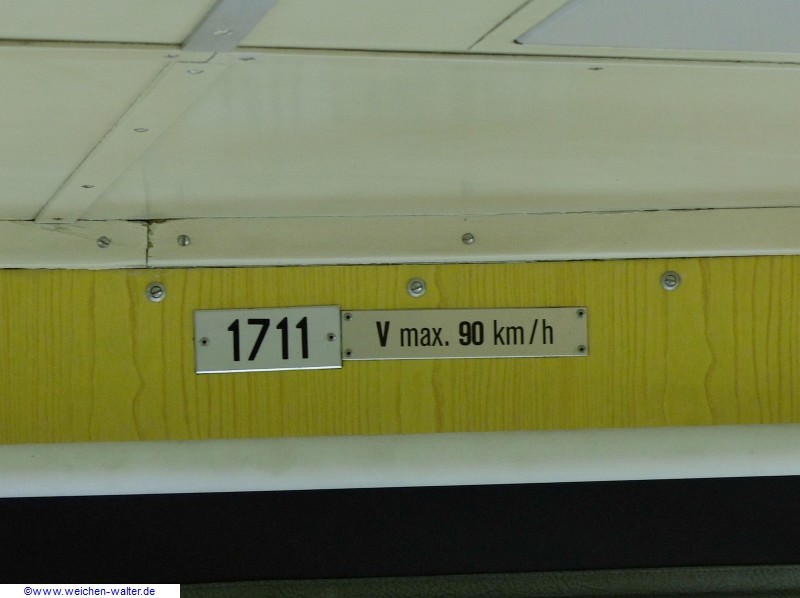 1711 V max. 90 km/h
©www.weichen-walter.de